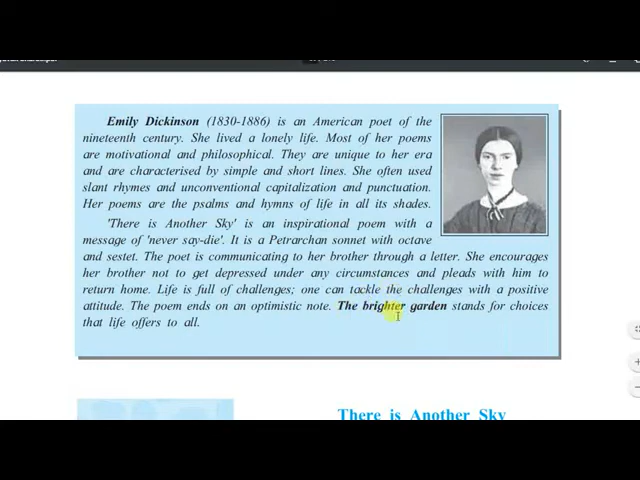 Emily Dickinson (1830-1886) is an American poet of the
nineteenth century. She lived a lonely life. Most of her poems
are motivational and philosophical. They are unique to her era
and are characterised by simple and short lines. She often used
slant rhymes and unconventional capitalization and punctuation.
Her poems are the psalms and hymns of life in all its shades.
'There is Another Sky' is an inspirational poem with a
message of 'never say-die'. It is a Petrarchan sonnet with octave
and sestet. The poet is communicating to her brother through a letter. She encourages
her brother not to get depressed under any circumstances and pleads with him to
return home. Life is full of challenges; one can tackle the challenges with a positive
attitude. The poem ends on an optimistic note. The brighter garden stands for choices
that life offers to all.
There is Another Sky